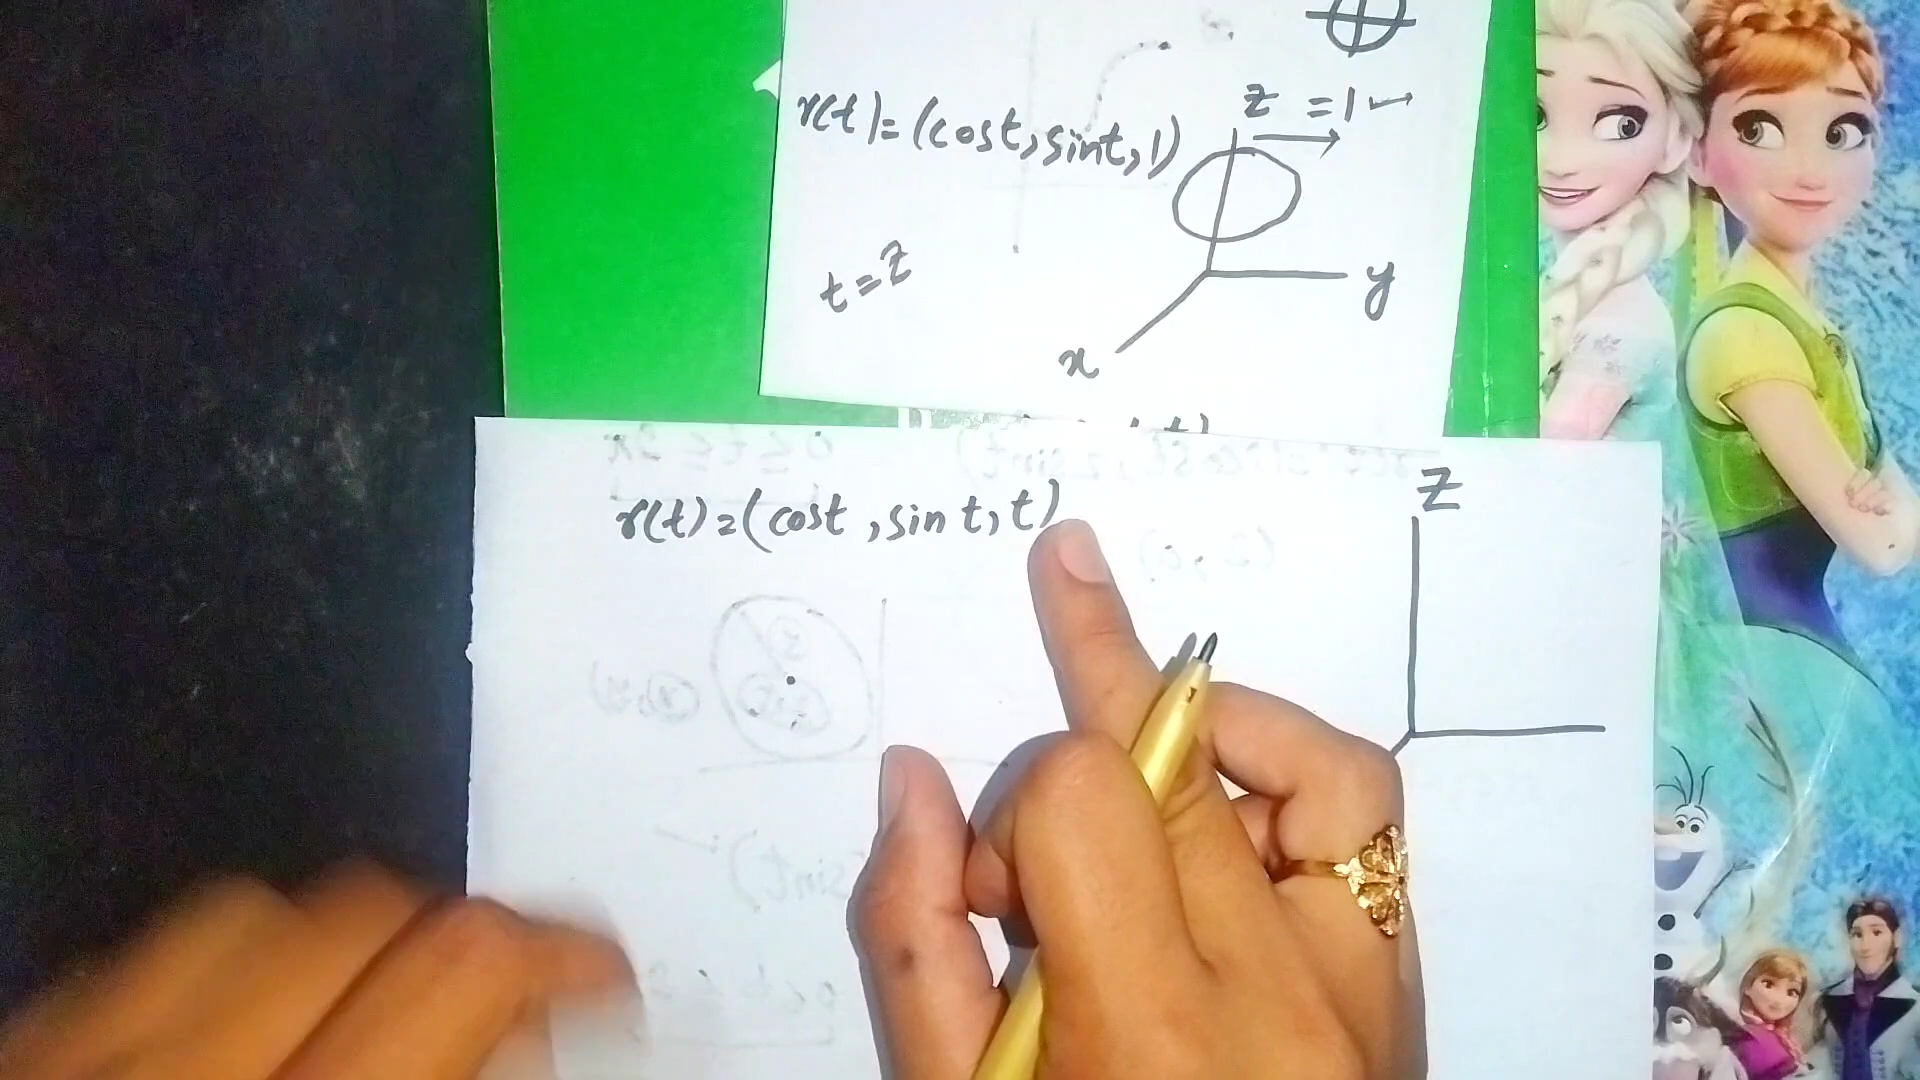 z = 1
r(t) = (cost, sint, 1)
t = z
y
x
r(t) = (cost, sin t, t)
Z